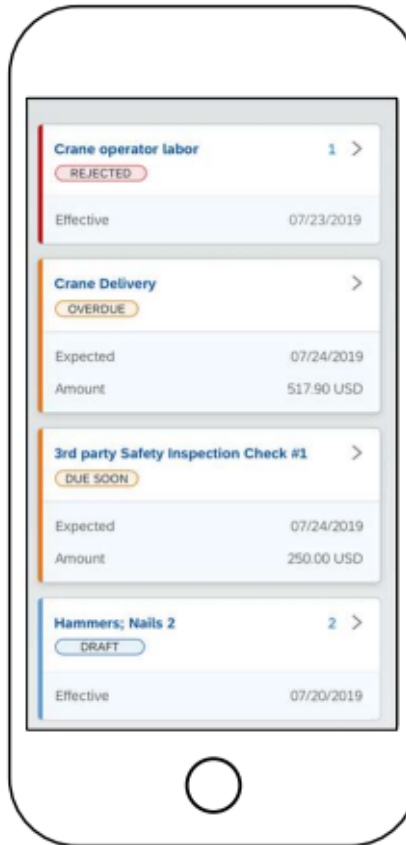 Crane operator labor 1
REJECTED
Effective 07/23/2019
Crane Delivery
OVERDUE
Expected 07/24/2019
Amount 517.90 USD
3rd party Safety Inspection Check #1
DUE SOON
Expected 07/24/2019
Amount 250.00 USD
Hammers; Nails 2 2
DRAFT
Effective 07/20/2019